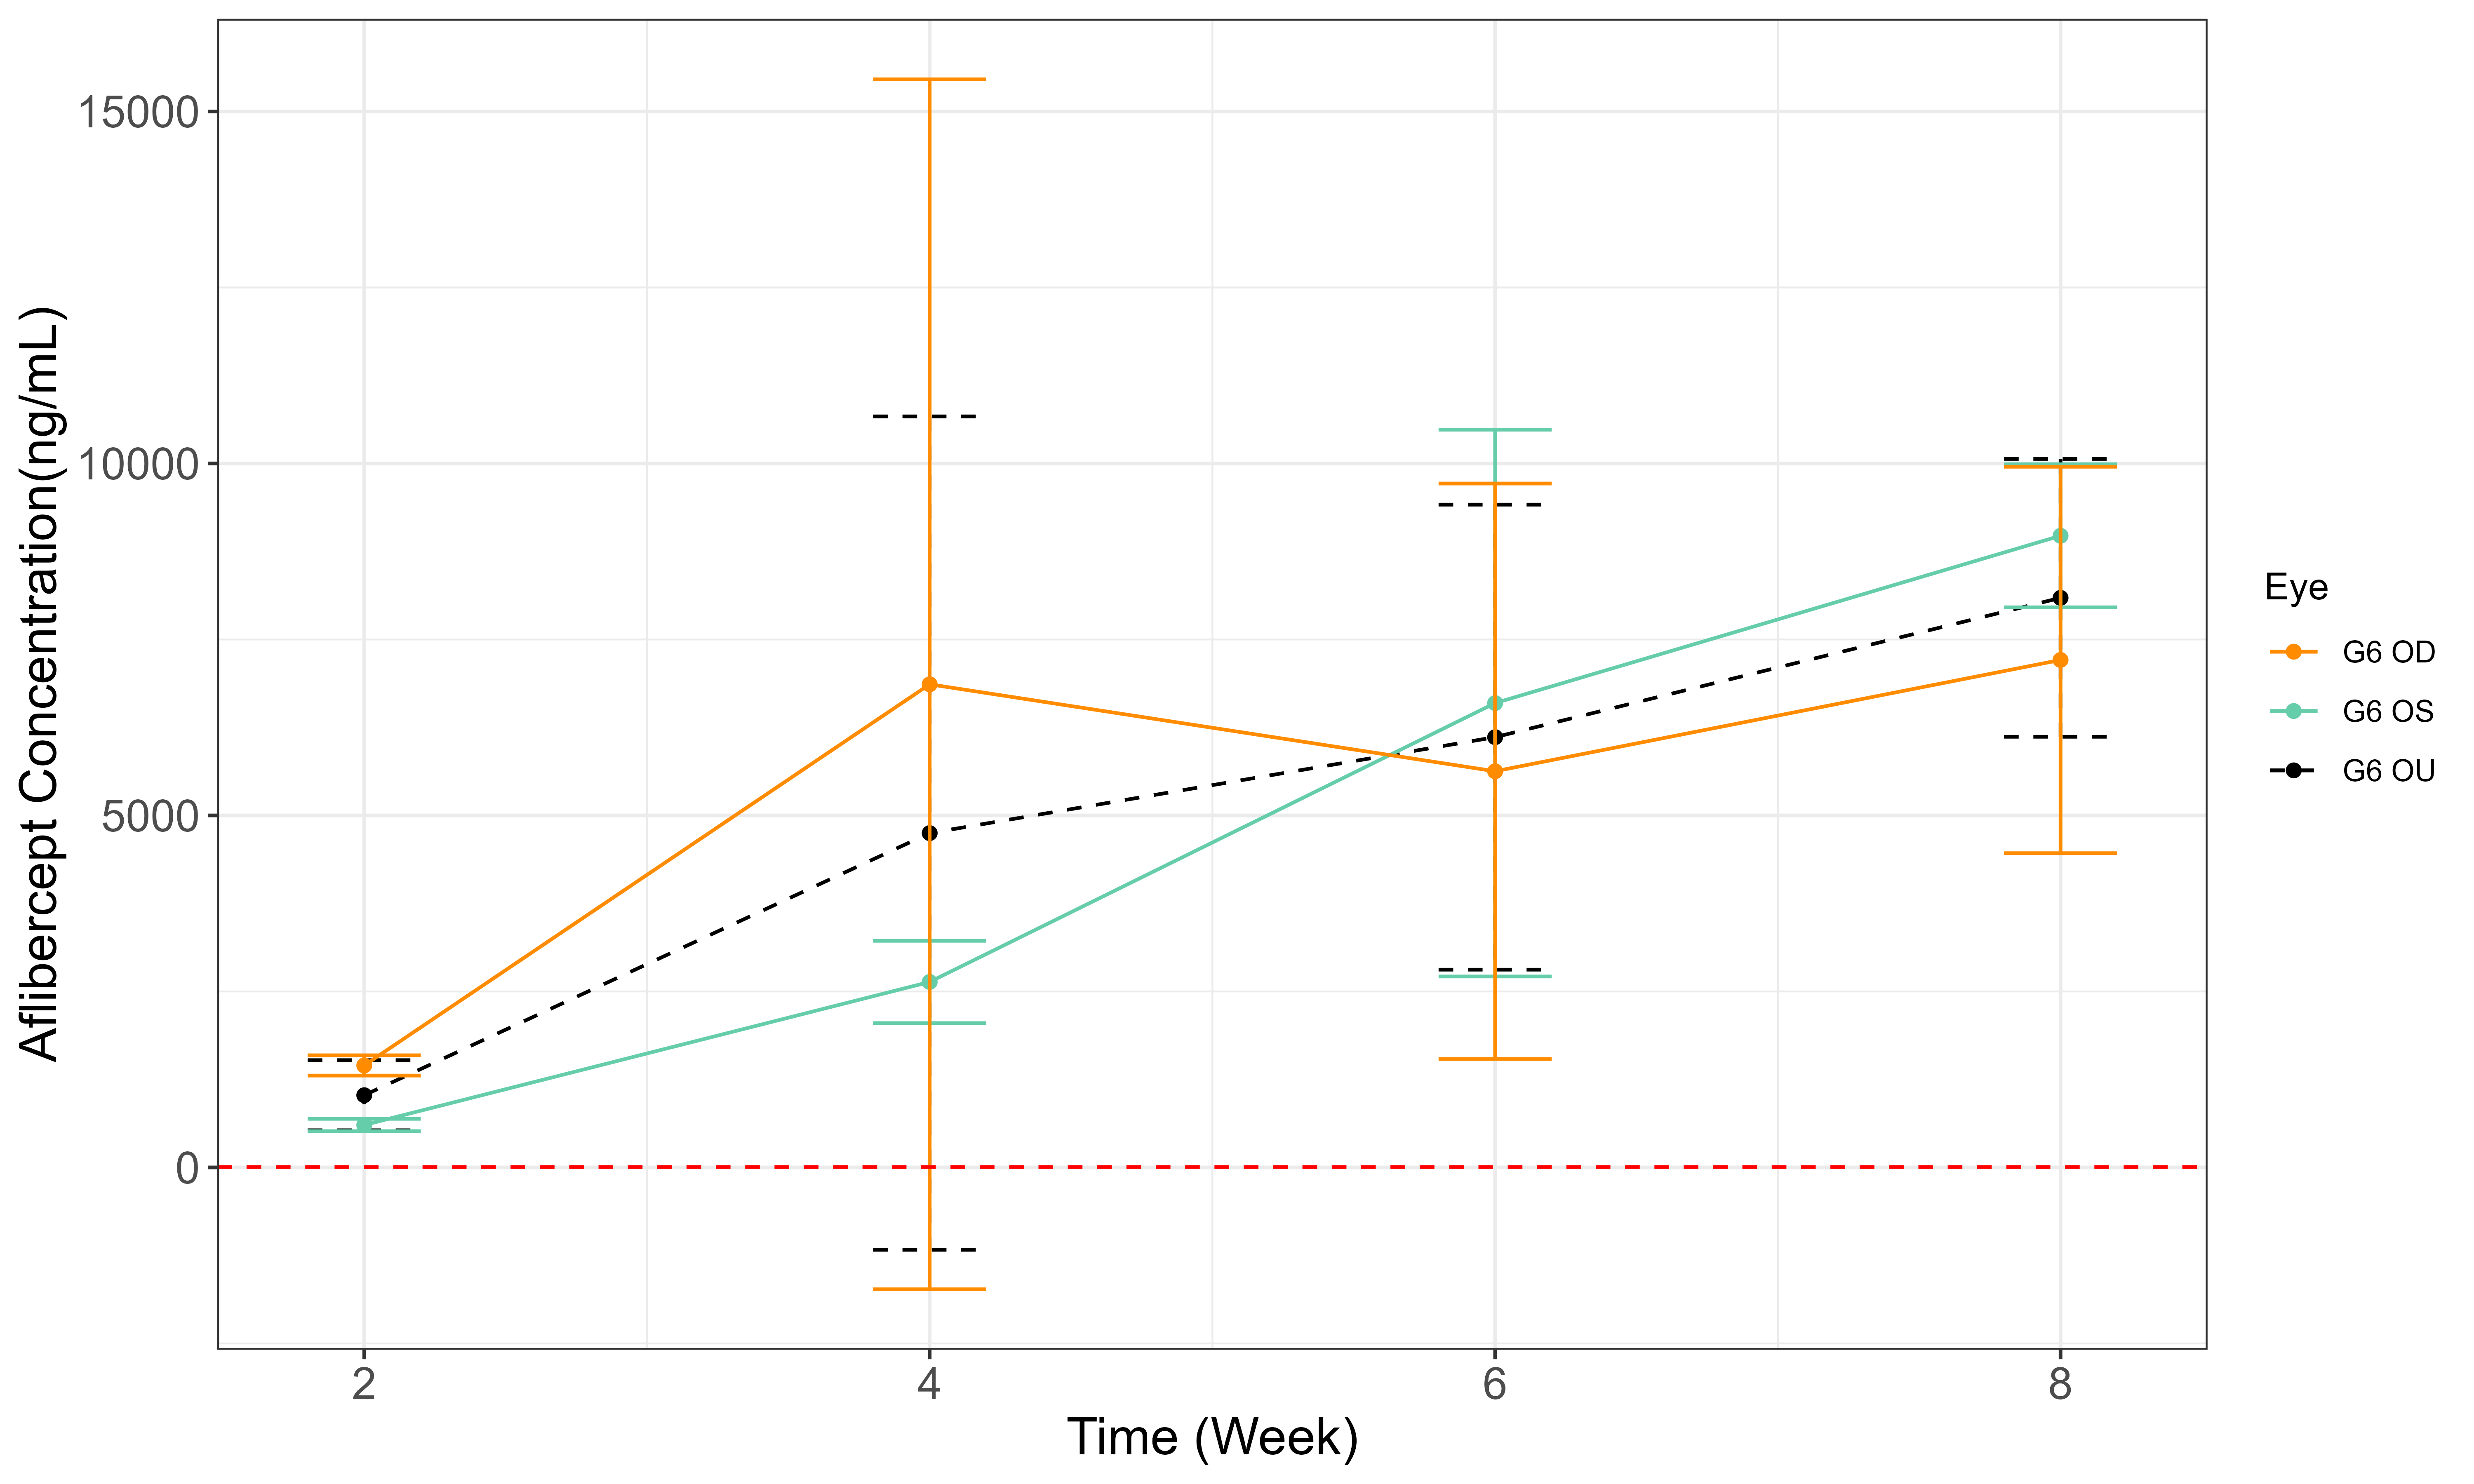 Aflibercept Concentration(ng/mL)
15000
10000
5000
0
2 4 6 8
Time (Week)
Eye
G6 OD
G6 OS
G6 OU